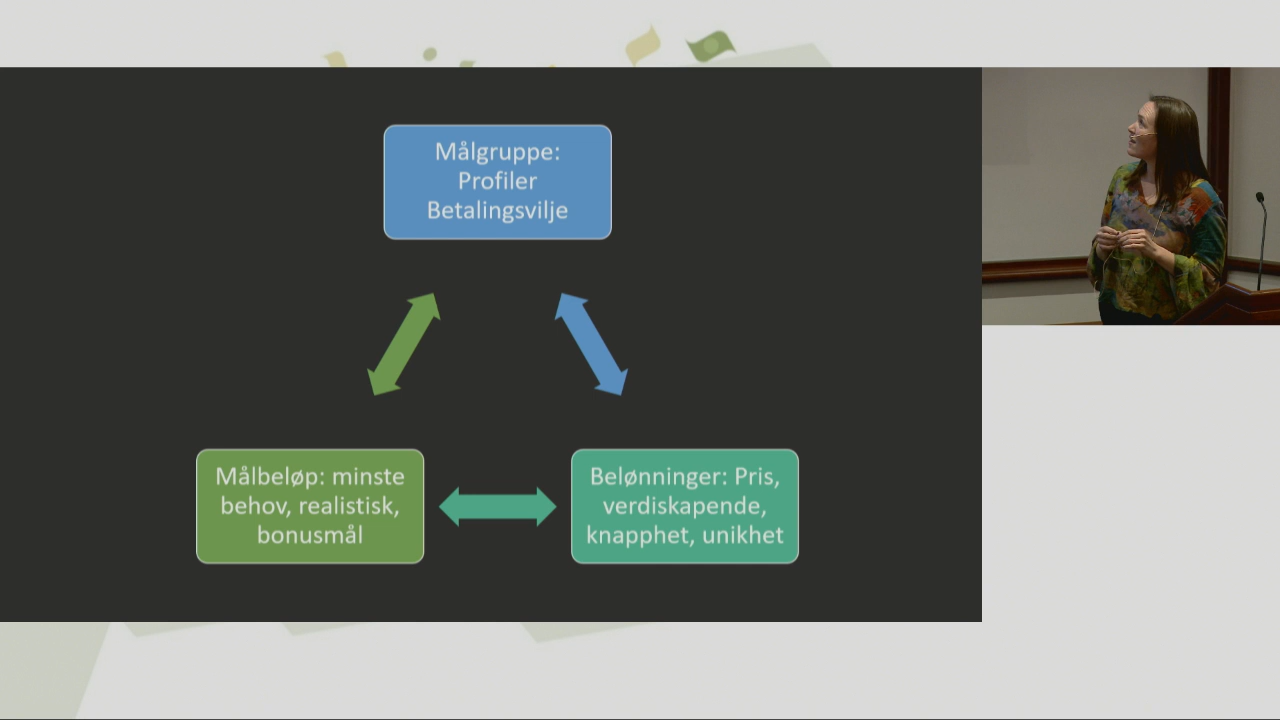 Målgruppe:
Profiler
Betalingsvilje
Målbeløp: minste
behov, realistisk,
bonusmål
Belønninger: Pris,
verdiskapende,
knapphet, unikhet